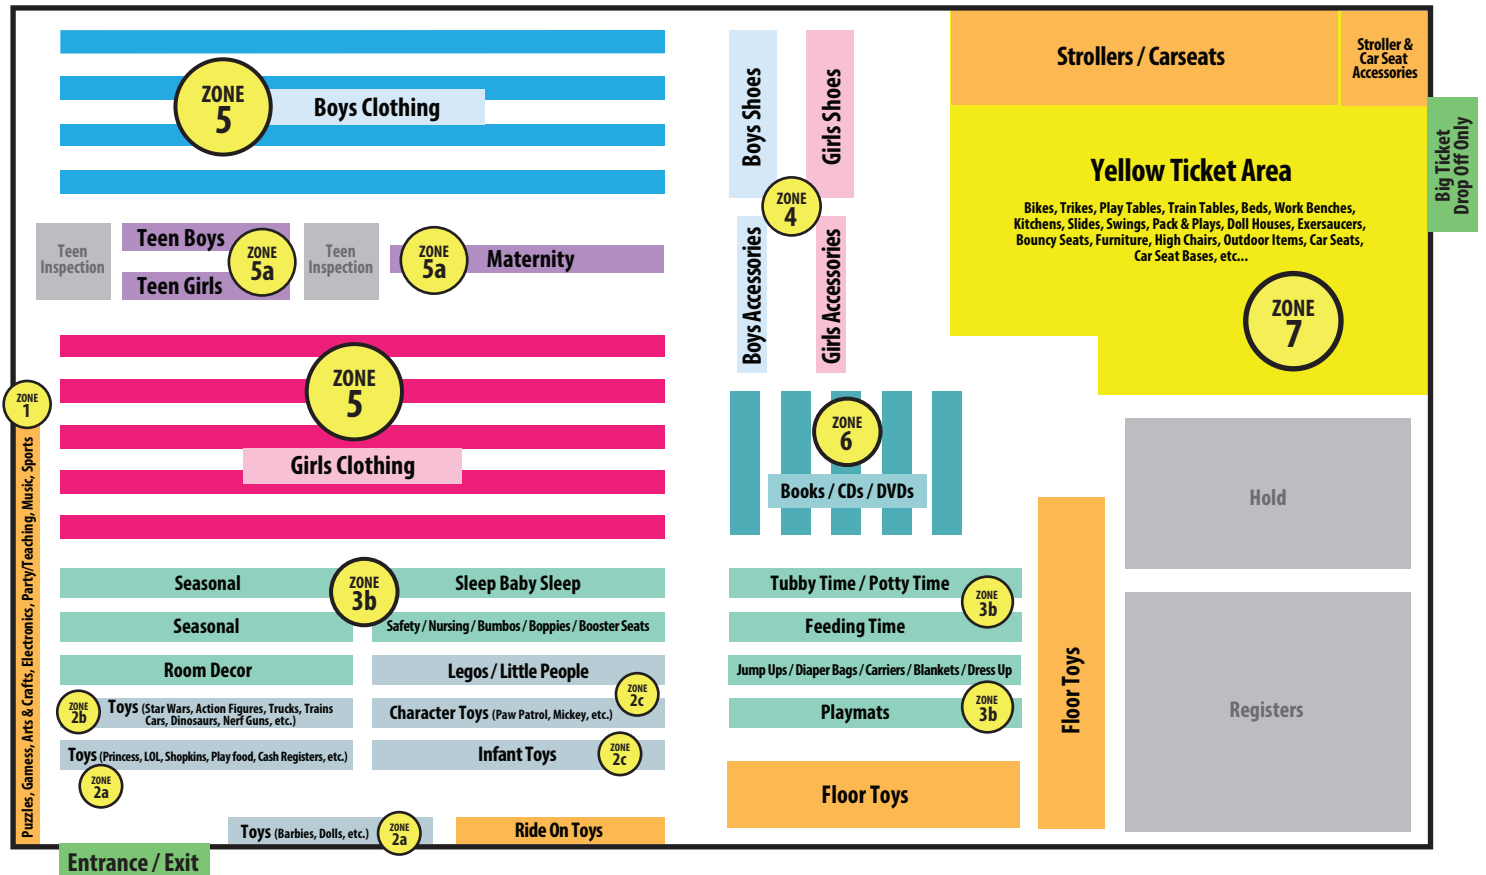 Strollers / Carseats
Stroller &
Car Seat
Accessories
ZONE
5
Boys Clothing
Boys Shoes
Girls Shoes
Big Ticket
Drop Off Only
Yellow Ticket Area
Bikes, Trikes, Play Tables, Train Tables, Beds, Work Benches,
Kitchens, Slides, Swings, Pack & Plays, Doll Houses, Exersaucers,
Bouncy Seats, Furniture, High Chairs, Outdoor Items, Car Seats,
Car Seat Bases, etc...
ZONE
7
ZONE
4
Teen
Inspection
Teen Boys
Teen Girls
ZONE
5a
Teen
Inspection
ZONE
5a
Maternity
Boys Accessories
Girls Accessories
ZONE
5
Girls Clothing
ZONE
1
Puzzles, Gamess, Arts & Crafts, Electronics, Party/Teaching, Music, Sports
ZONE
6
Books / CDs / DVDs
Hold
Seasonal
ZONE
3b
Sleep Baby Sleep
Seasonal
Safety / Nursing / Bumbos / Boppies / Booster Seats
Room Decor
Legos / Little People
ZONE
2b
Toys (Star Wars, Action Figures, Trucks, Trains
Cars, Dinosaurs, Nerf Guns, etc.)
Character Toys (Paw Patrol, Mickey, etc.)
ZONE
2c
Toys (Princess, LOL, Shopkins, Play food, Cash Registers, etc.)
ZONE
2a
Infant Toys
ZONE
2c
Tubby Time / Potty Time
ZONE
3b
Feeding Time
Jump Ups / Diaper Bags / Carriers / Blankets / Dress Up
Playmats
ZONE
3b
Floor Toys
Registers
Floor Toys
Toys (Barbies, Dolls, etc.)
ZONE
2a
Ride On Toys
Entrance / Exit